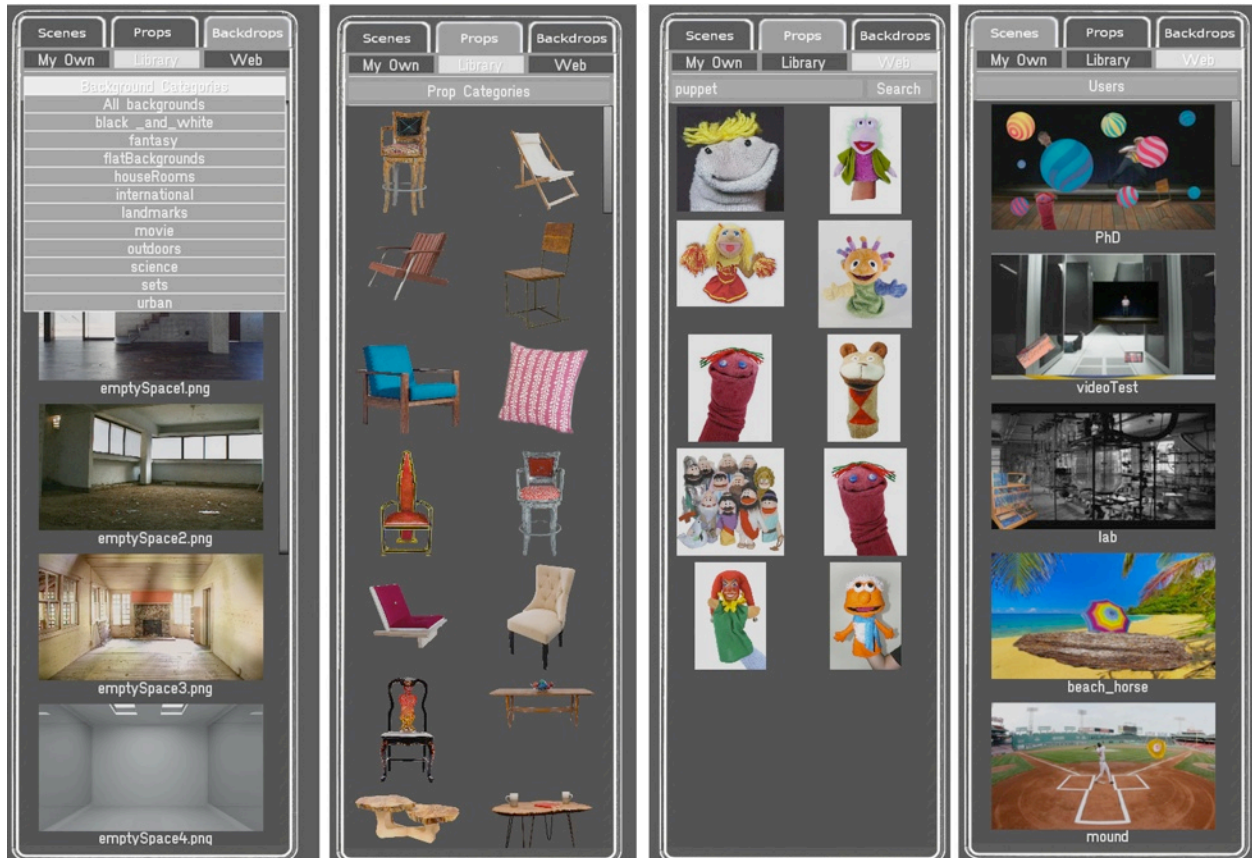 Scenes Props Backdrops
My Own Library Web
Background Categories
All backgrounds
black _and_white
fantasy
flatBackgrounds
houseRooms
international
landmarks
movie
outdoors
science
sets
urban
emptySpace1.png
emptySpace2.png
emptySpace3.png
emptySpace4.png
Scenes Props Backdrops
My Own Library Web
Prop Categories
Scenes Props Backdrops
My Own Library Web
puppet Search
Scenes Props Backdrops
My Own Library Web
Users
PhD
videoTest
lab
beach_horse
mound